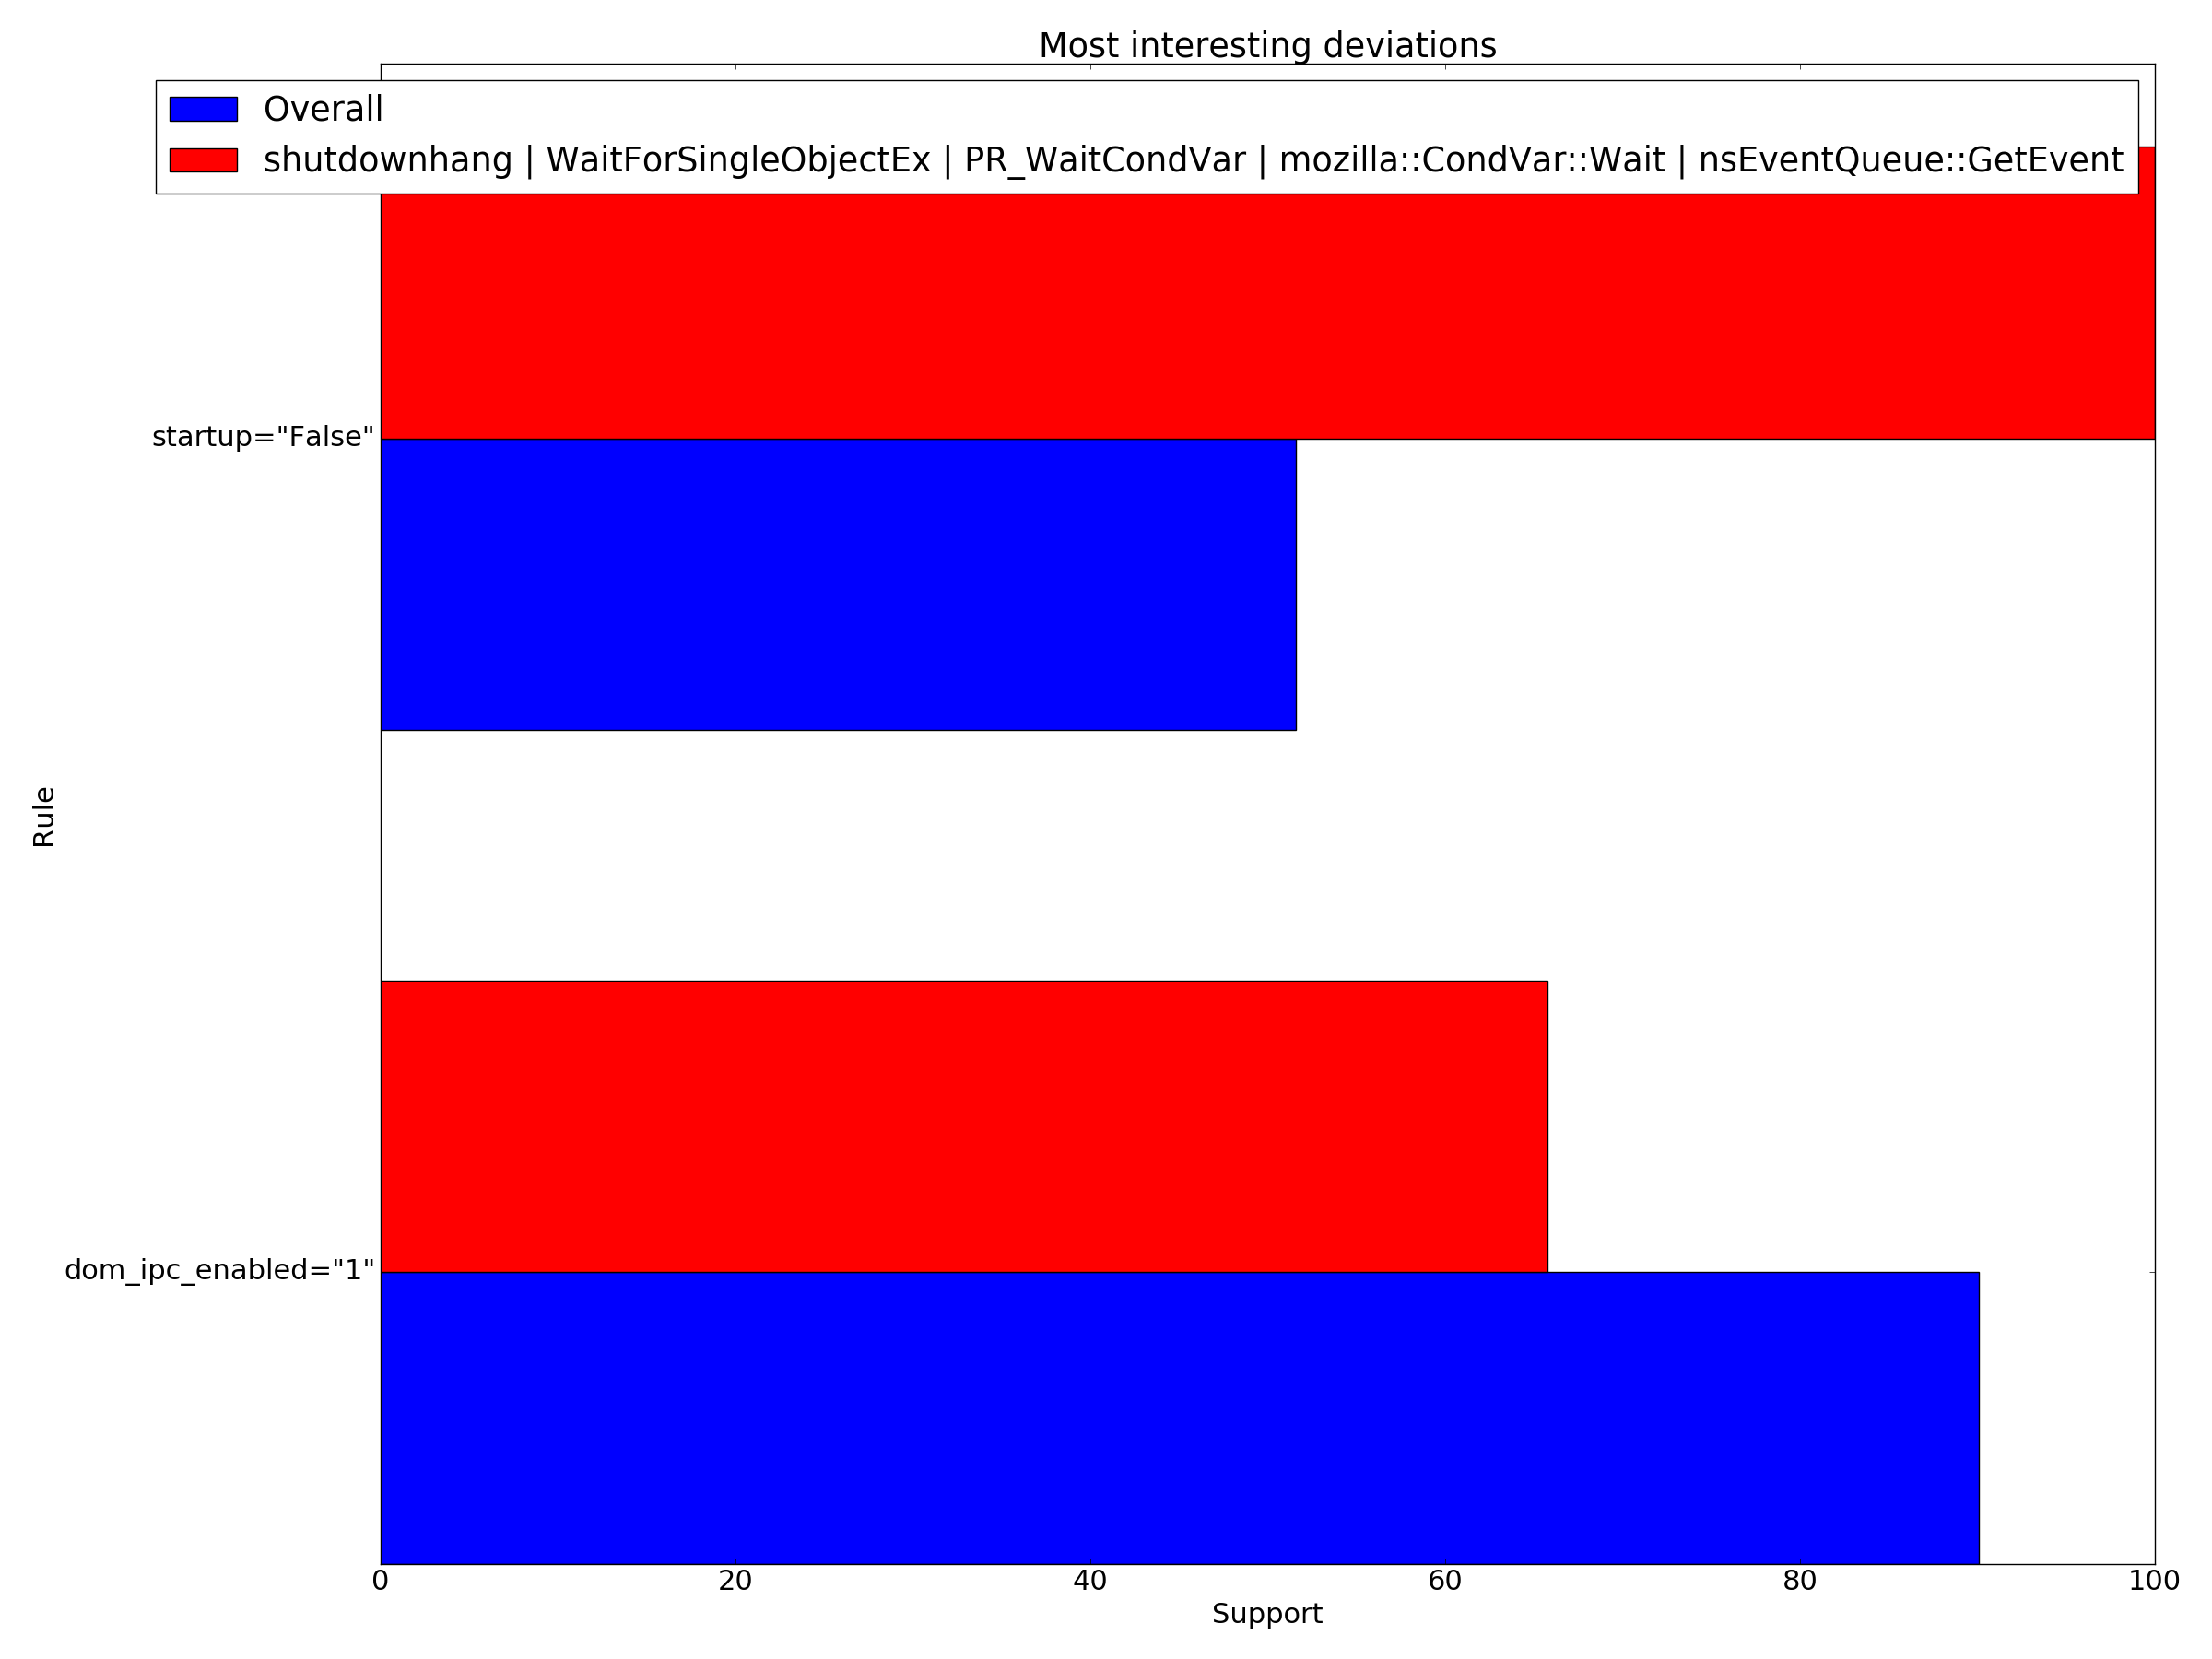 Most interesting deviations
Overall
shutdownhang | WaitForSingleObjectEx | PR_WaitCondVar | mozilla::CondVar::Wait | nsEventQueue::GetEvent
startup="False"
Rule
dom_ipc_enabled="1"
0 20 40 60 80 100
Support